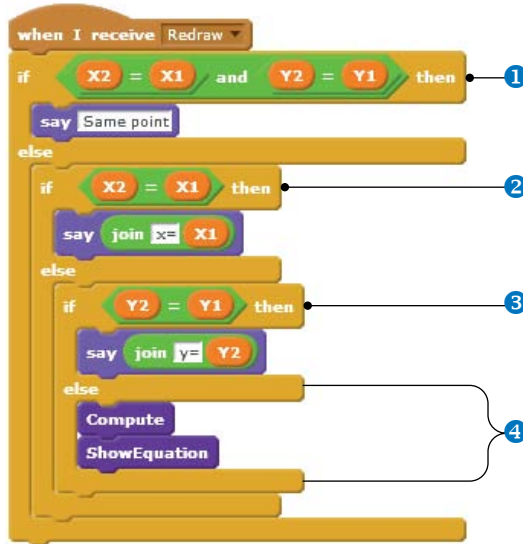 when I receive Redraw
if X2 = X1 and Y2 = Y1 then 1
say Same point
else
if X2 = X1 then 2
say join x= X1
else
if Y2 = Y1 then 3
say join y= Y2
else
Compute 4
ShowEquation